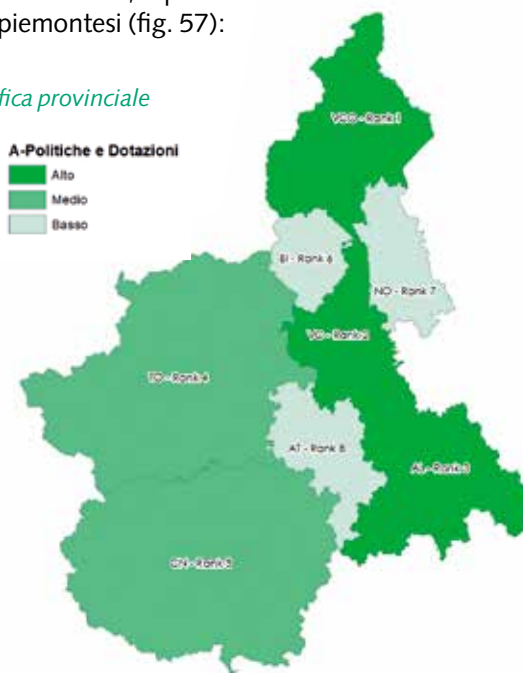 piemontesi (fig. 57):
fica provinciale
A-Politiche e Dotazioni
Alto
Medio
Basso
VCO - Rank 1
BI - Rank 6
NO - Rank 7
VC - Rank 2
TO - Rank 4
AT - Rank 8
AL - Rank 3
CN - Rank 5